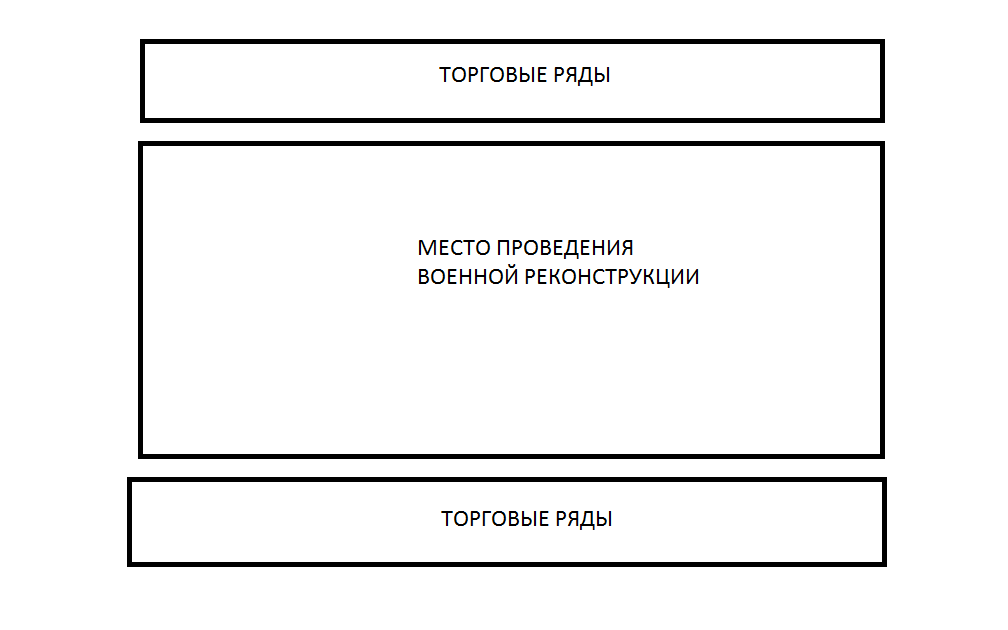 ТОРГОВЫЕ РЯДЫ
МЕСТО ПРОВЕДЕНИЯ
ВОЕННОЙ РЕКОНСТРУКЦИИ
ТОРГОВЫЕ РЯДЫ